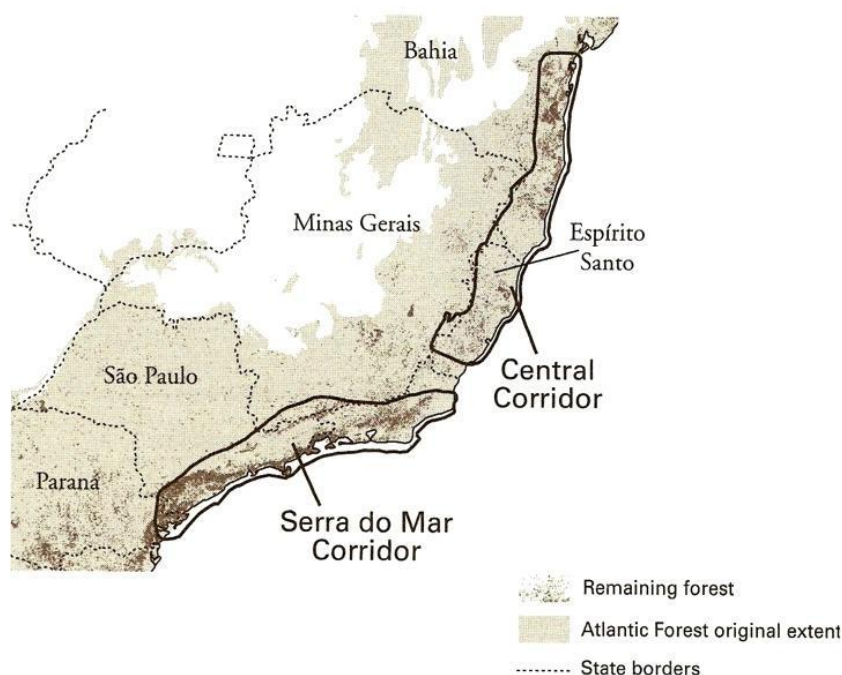 Bahia
Minas Gerais
Espírito
Santo
São Paulo
Central
Corridor
Paraná
Serra do Mar
Corridor
Remaining forest
Atlantic Forest original extent
State borders